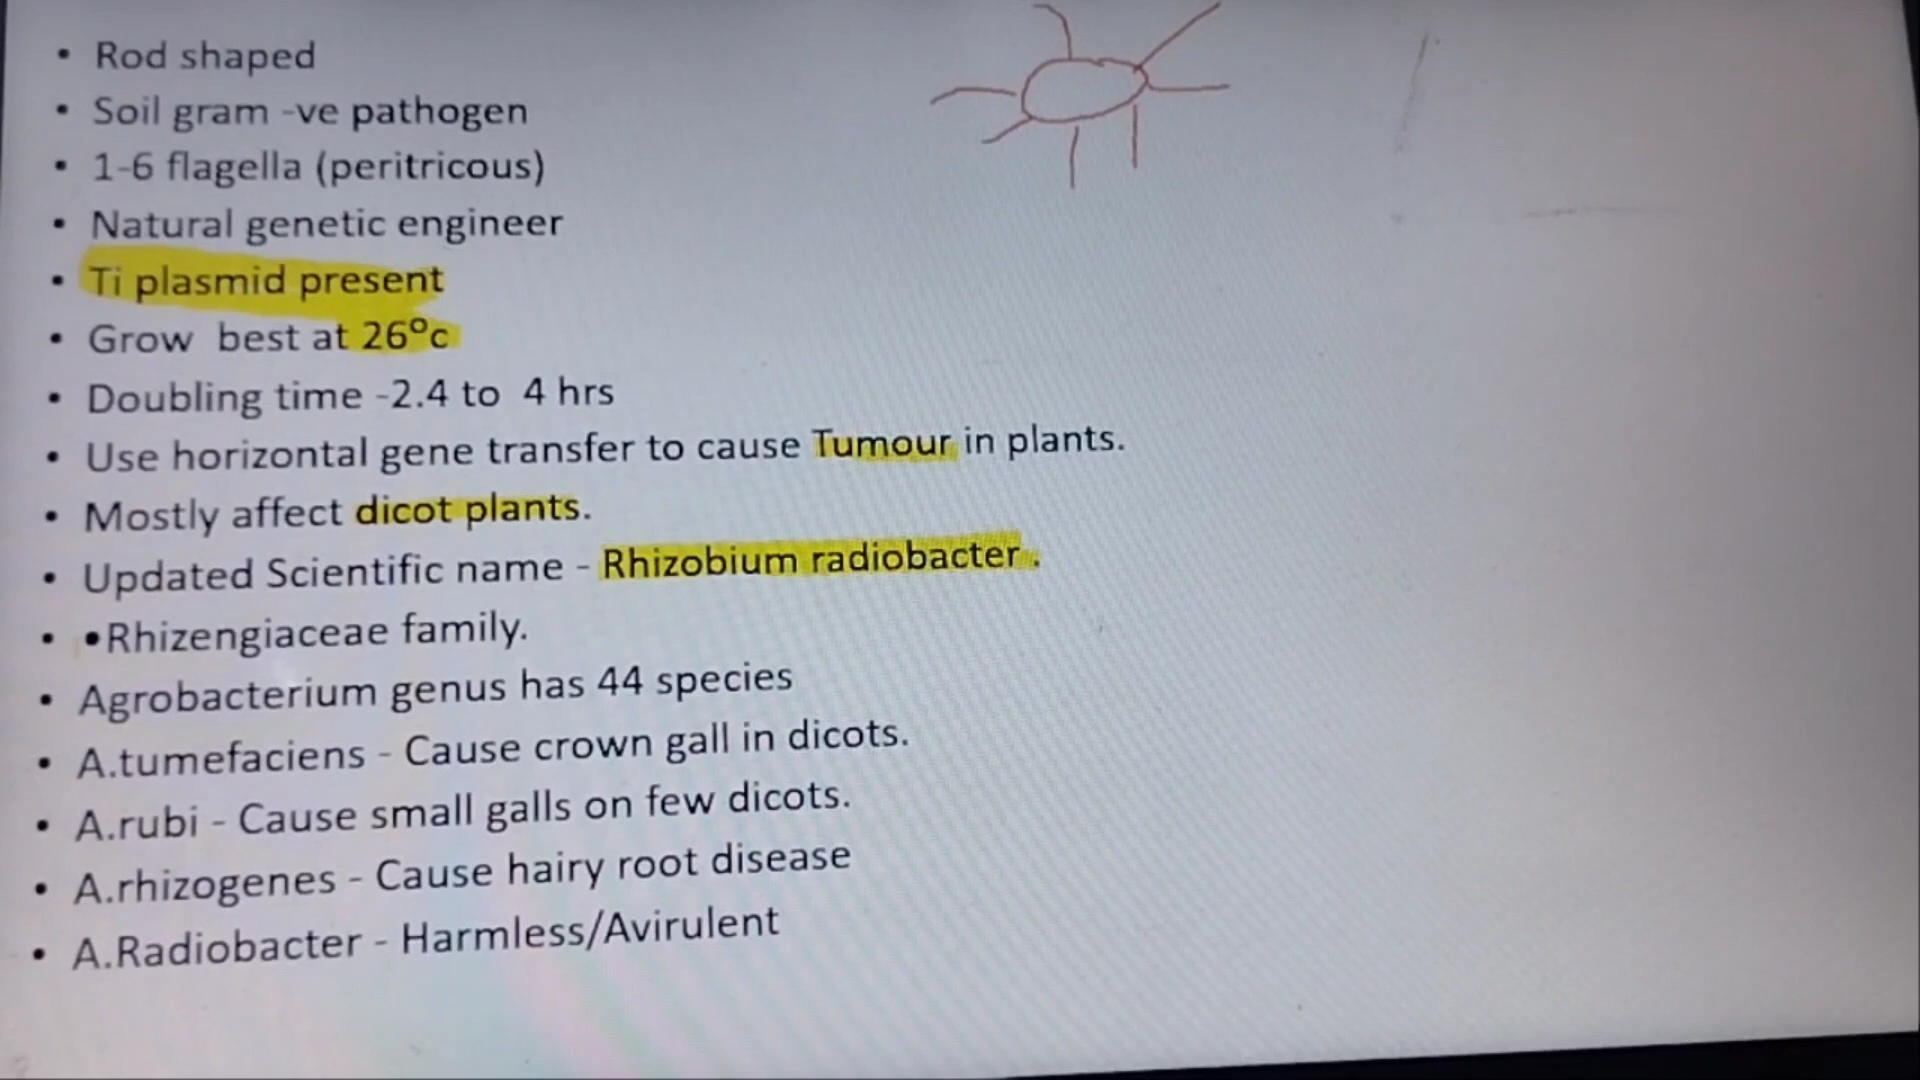 • Rod shaped
• Soil gram -ve pathogen
• 1-6 flagella (peritricous)
• Natural genetic engineer
• Ti plasmid present
• Grow best at 26ºc
• Doubling time -2.4 to 4 hrs
• Use horizontal gene transfer to cause Tumour in plants.
• Mostly affect dicot plants.
• Updated Scientific name - Rhizobium radiobacter .
• •Rhizengiaceae family.
• Agrobacterium genus has 44 species
• A.tumefaciens - Cause crown gall in dicots.
• A.rubi - Cause small galls on few dicots.
• A.rhizogenes - Cause hairy root disease
• A.Radiobacter - Harmless/Avirulent